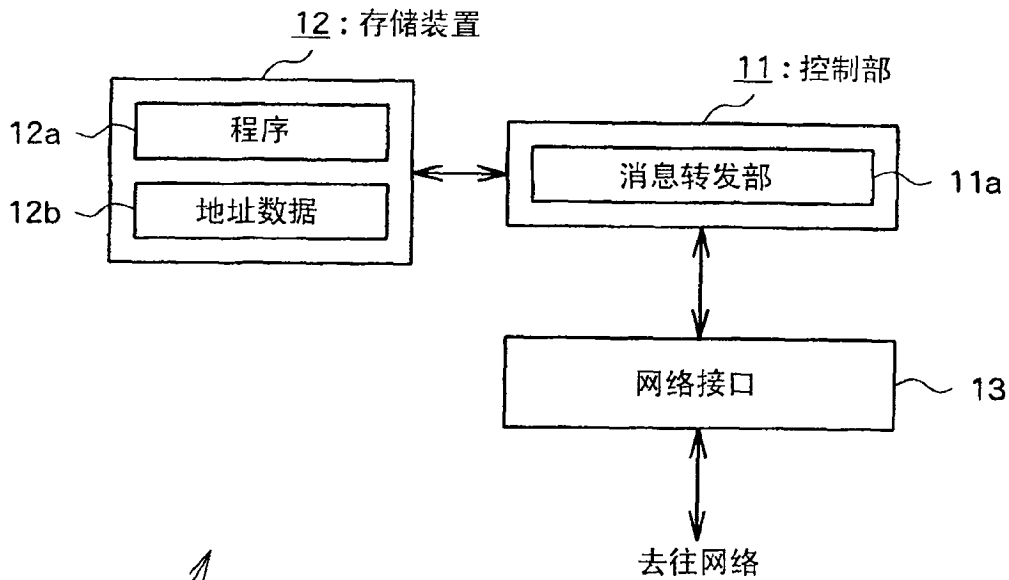 12：存储装置
11：控制部
12a
程序
12b
地址数据
消息转发部
11a
网络接口
13
去往网络